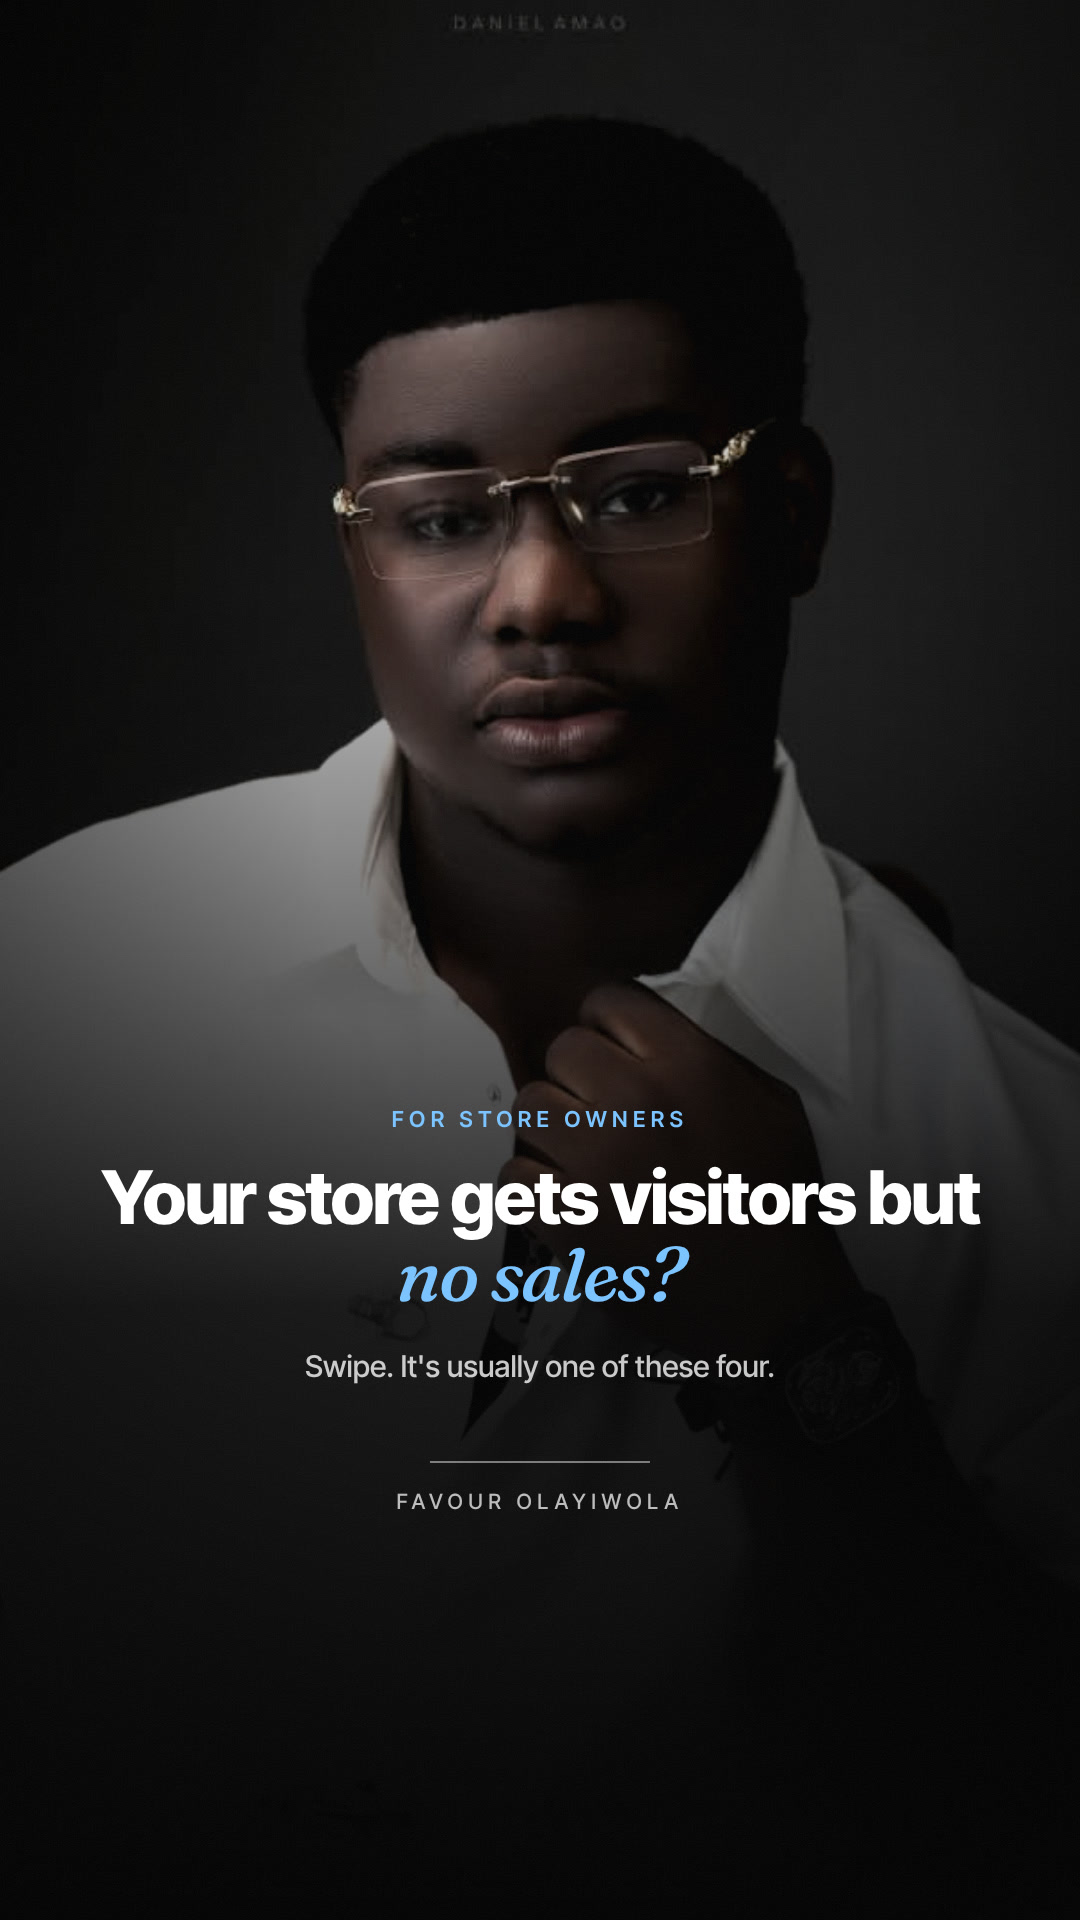 DANIEL AMAO
FOR STORE OWNERS
Your store gets visitors but
no sales?
Swipe. It's usually one of these four.
FAVOUR OLAYIWOLA